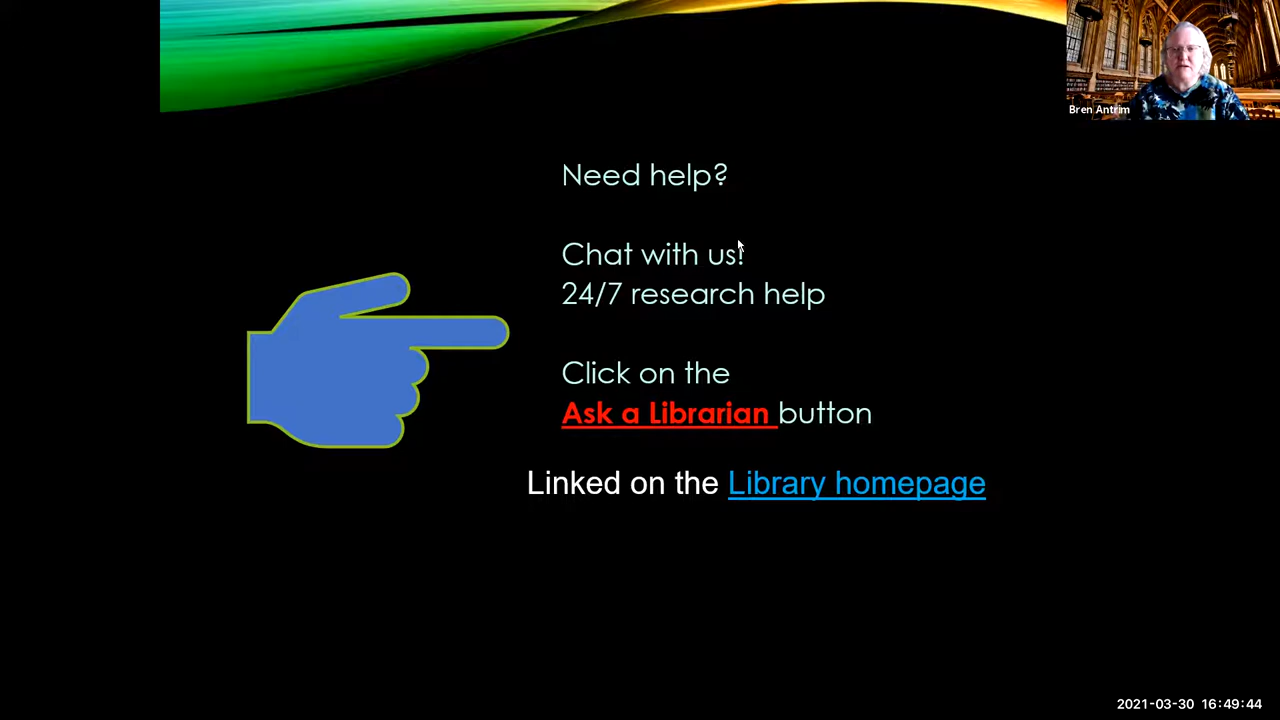 Bren Antrim
Need help?
Chat with us!
24/7 research help
Click on the
Ask a Librarian button
Linked on the Library homepage
2021-03-30 16:49:44